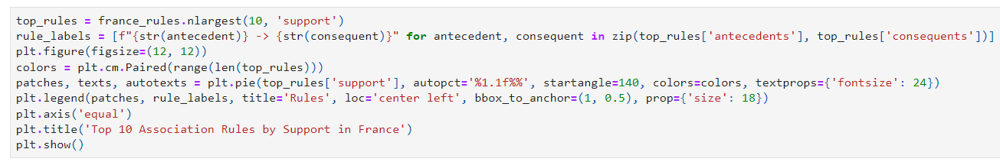 top_rules = france_rules.nlargest(10, 'support')
rule_labels = [f"{str(antecedent)} -> {str(consequent)}" for antecedent, consequent in zip(top_rules['antecedents'], top_rules['consequents'])]
plt.figure(figsize=(12, 12))
colors = plt.cm.Paired(range(len(top_rules)))
patches, texts, autotexts = plt.pie(top_rules['support'], autopct='%1.1f%%', startangle=140, colors=colors, textprops={'fontsize': 24})
plt.legend(patches, rule_labels, title='Rules', loc='center left', bbox_to_anchor=(1, 0.5), prop={'size': 18})
plt.axis('equal')
plt.title('Top 10 Association Rules by Support in France')
plt.show()